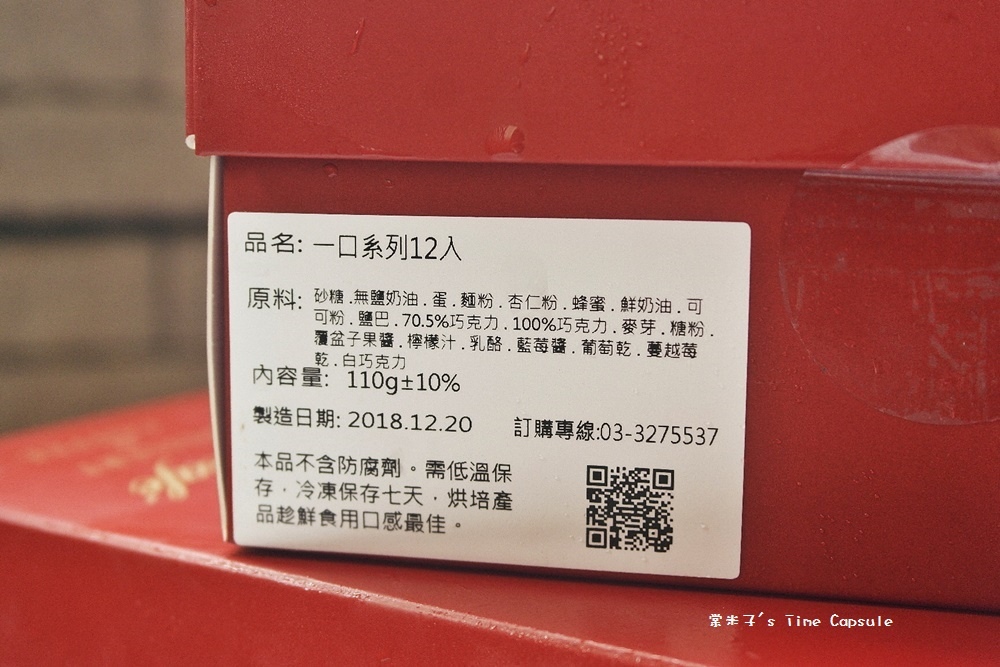 品名: 一口系列12入
原料: 砂糖.無鹽奶油.蛋.麵粉.杏仁粉.蜂蜜.鮮奶油.可
可粉.鹽巴.70.5%巧克力.100%巧克力.麥芽.糖粉.
覆盆子果醬.檸檬汁.乳酪.藍莓醬.葡萄乾.蔓越莓
乾.白巧克力
內容量: 110g±10%
製造日期: 2018.12.20 訂購專線:03-3275537
本品不含防腐劑。需低溫保
存，冷凍保存七天，烘培產
品趁鮮食用口感最佳。
棠米子's Time Capsule